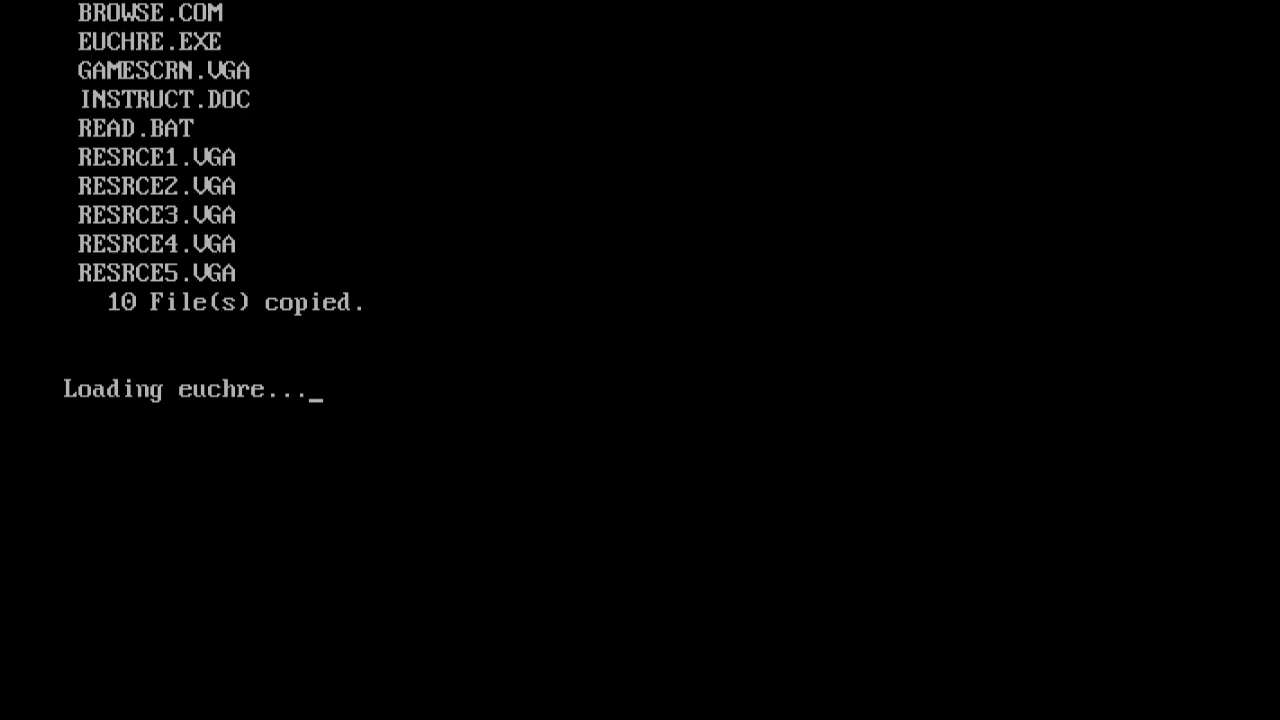 BROWSE.COM
EUCHRE.EXE
GAMESCRN.VGA
INSTRUCT.DOC
READ.BAT
RESRCE1.VGA
RESRCE2.VGA
RESRCE3.VGA
RESRCE4.VGA
RESRCE5.VGA
10 File(s) copied.
Loading euchre..._